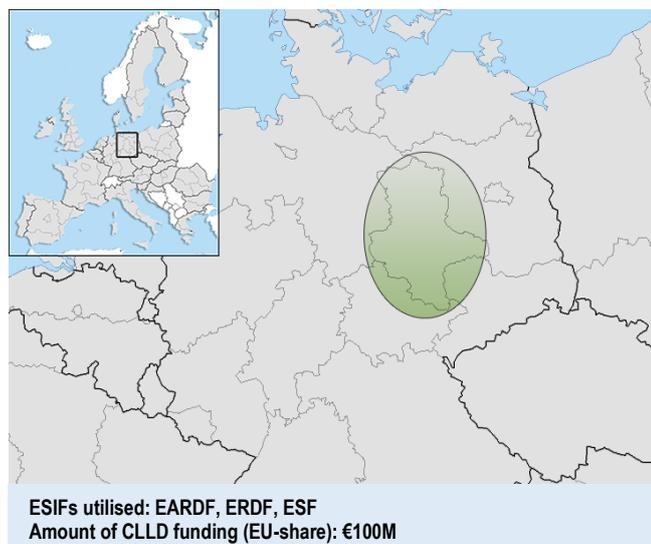 ESIFs utilised: EARDF, ERDF, ESF
Amount of CLLD funding (EU-share): €100M